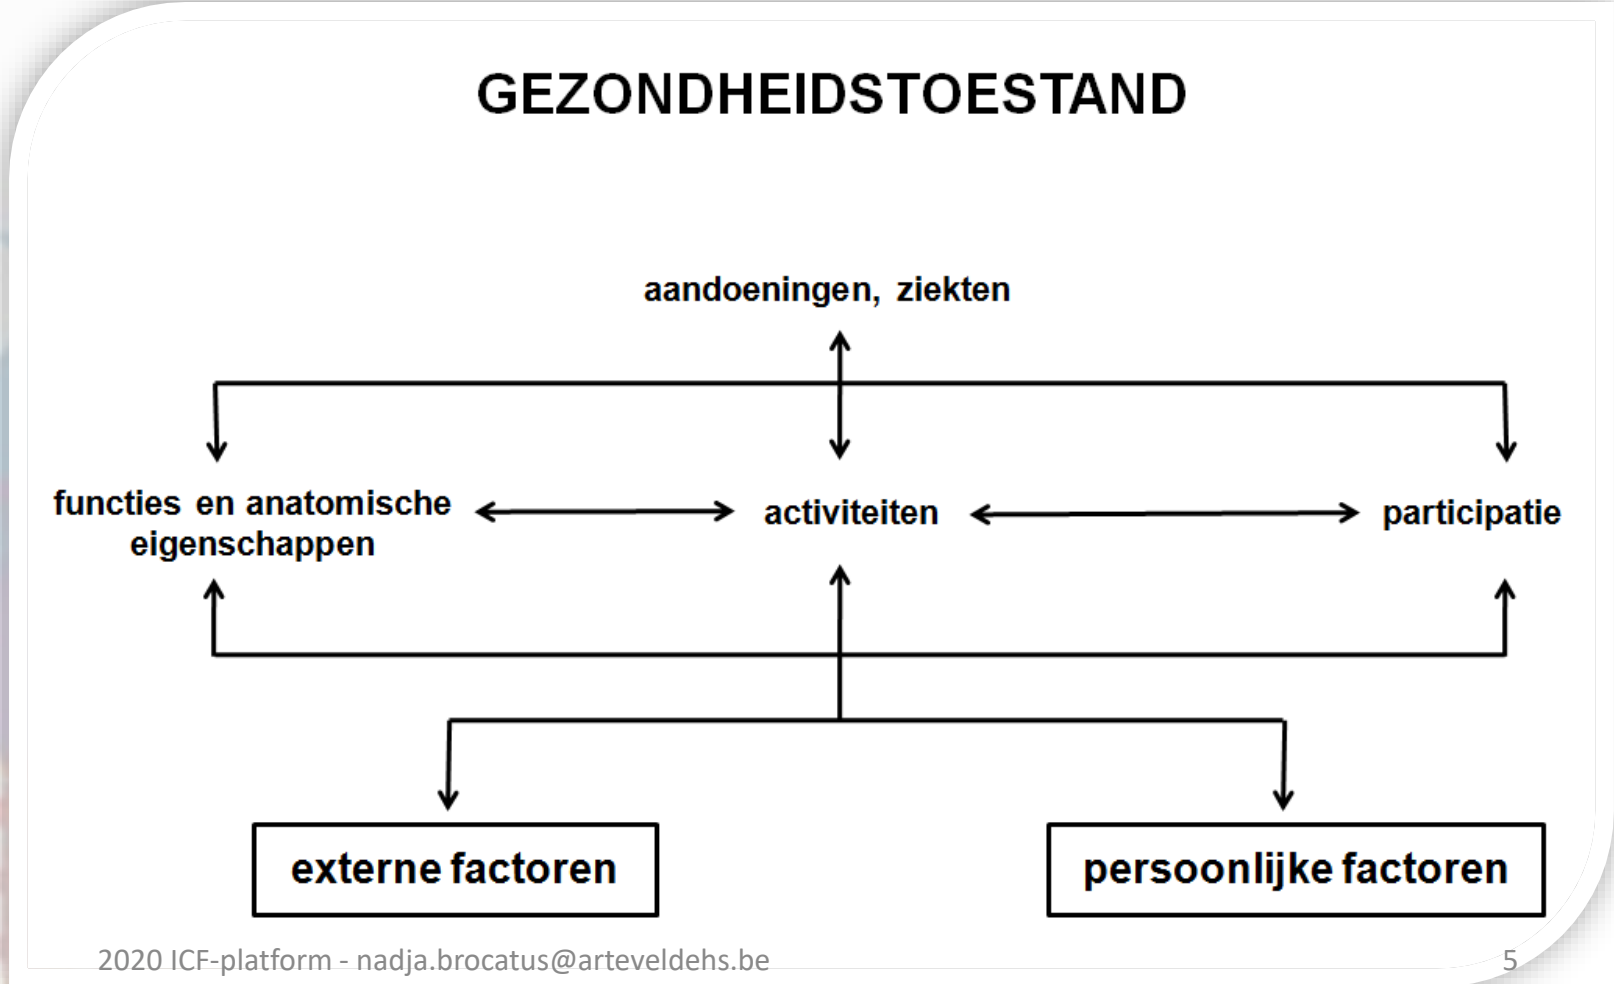 GEZONDHEIDSTOESTAND
aandoeningen, ziekten
functies en anatomische
eigenschappen
activiteiten
participatie
externe factoren
persoonlijke factoren
2020 ICF-platform - nadja.brocatus@arteveldehs.be
5